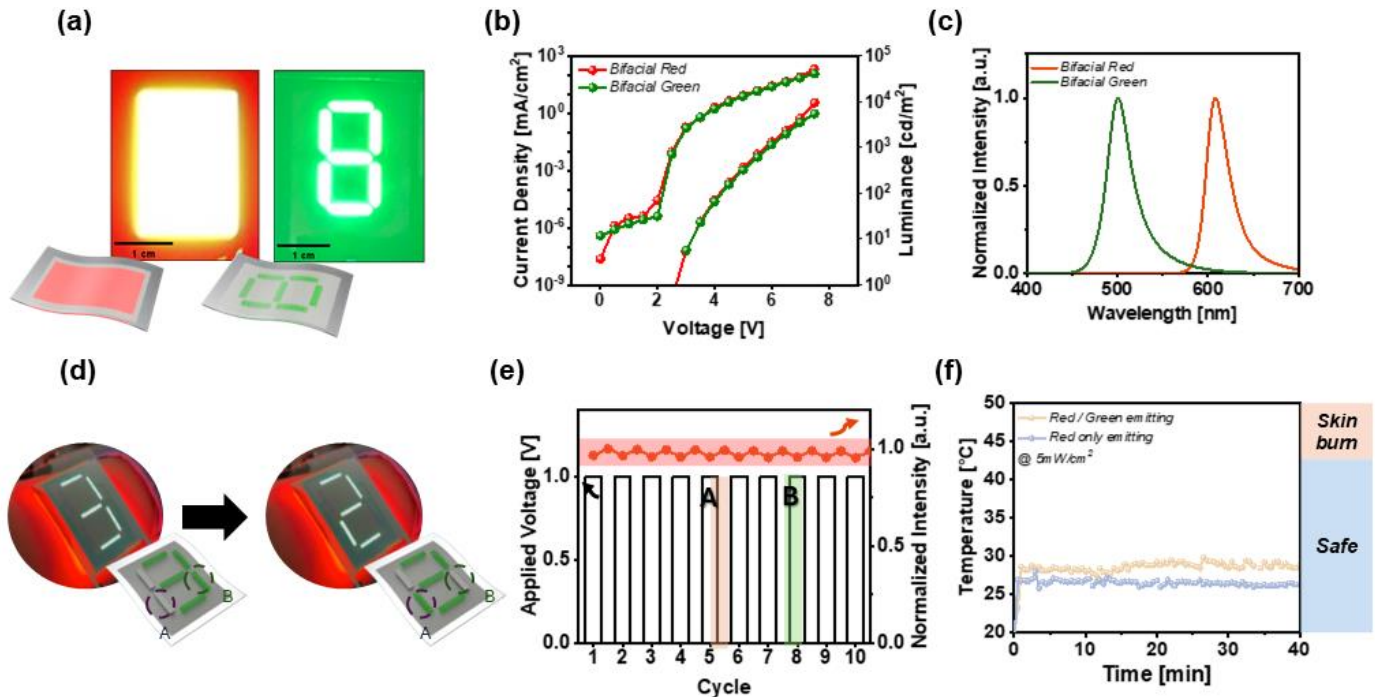 (a)
1 cm
1 cm
(b)
Bifacial Red
Bifacial Green
Current Density [mA/cm²]
10³
10⁰
10⁻³
10⁻⁶
10⁻⁹
0 2 4 6 8
Voltage [V]
10⁵
10⁴
10³
10²
10¹
10⁰
Luminance [cd/m²]
(c)
Bifacial Red
Bifacial Green
Normalized Intensity [a.u.]
1.0
0.5
0.0
400 500 600 700
Wavelength [nm]
(d)
A
B
A
B
(e)
Applied Voltage [V]
1.0
0.5
0.0
A
B
1 2 3 4 5 6 7 8 9 10
Cycle
1.0
0.5
0.0
Normalized Intensity [a.u.]
(f)
Red / Green emitting
Red only emitting
@ 5mW/cm²
Temperature [°C]
50
45
40
35
30
25
20
0 10 20 30 40
Time [min]
Skin
burn
Safe